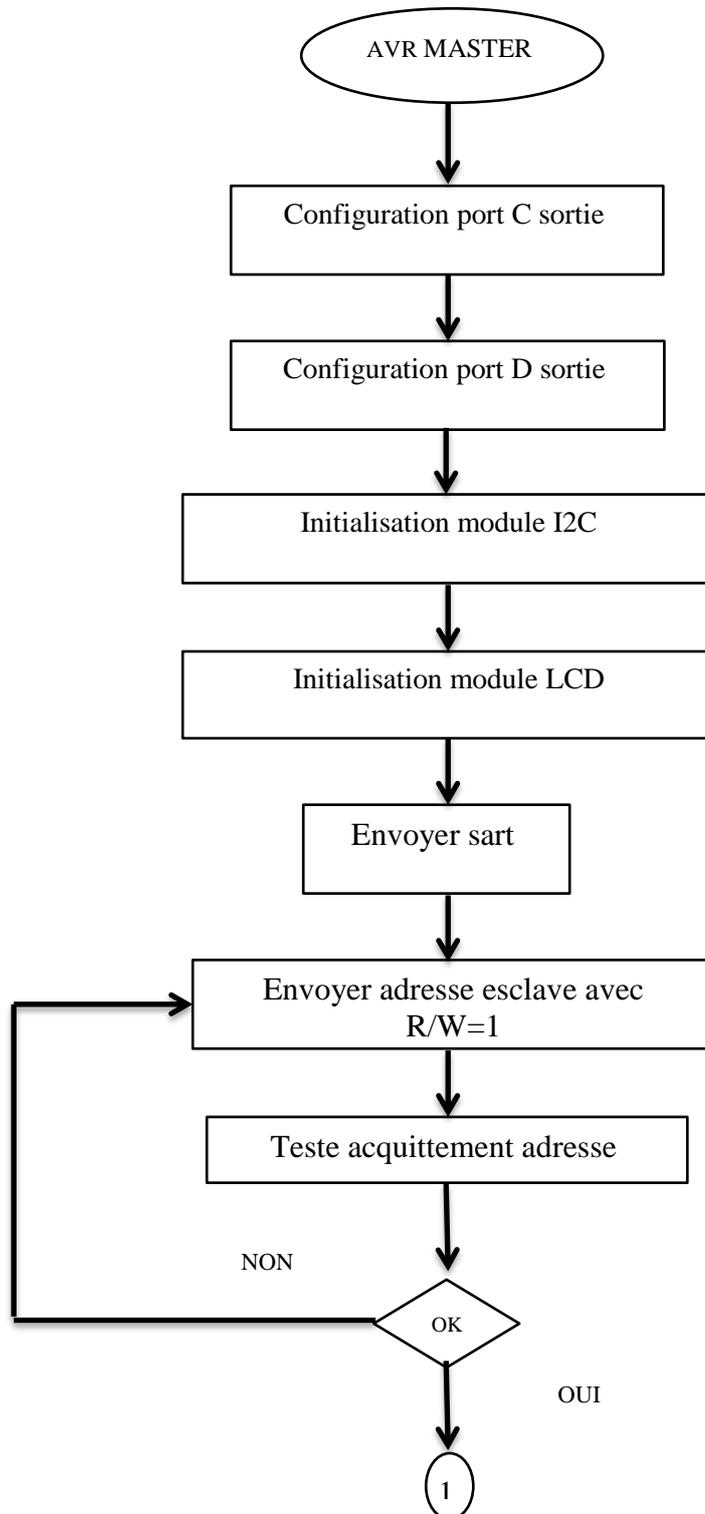 AVR MASTER
Configuration port C sortie
Configuration port D sortie
Initialisation module I2C
Initialisation module LCD
Envoyer sart
Envoyer adresse esclave avec
R/W=1
Teste acquittement adresse
NON
OK
OUI
1